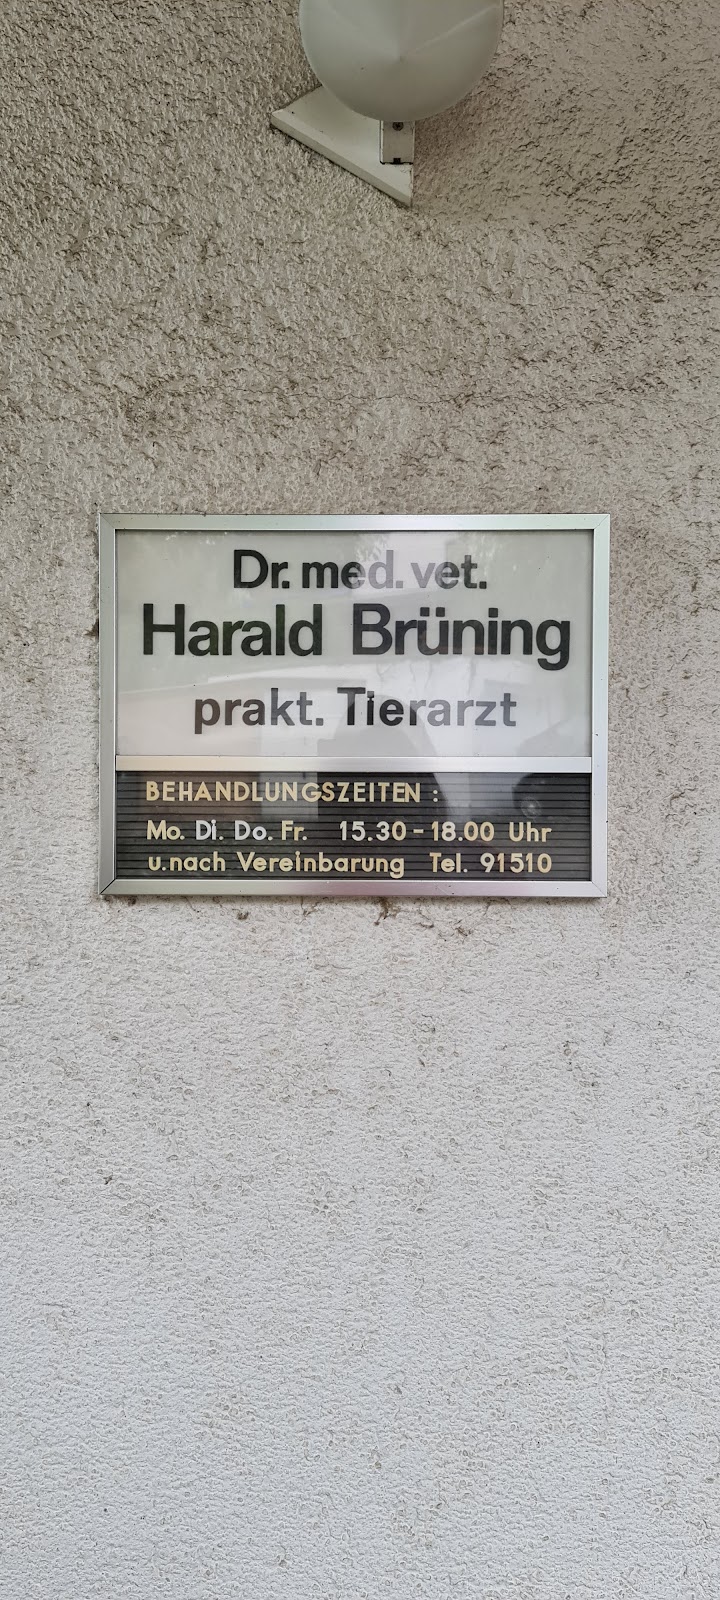 Dr. med. vet.
Harald Brüning
prakt. Tierarzt
BEHANDLUNGSZEITEN :
Mo. Di. Do. Fr. 15.30 - 18.00 Uhr
u. nach Vereinbarung Tel. 91510